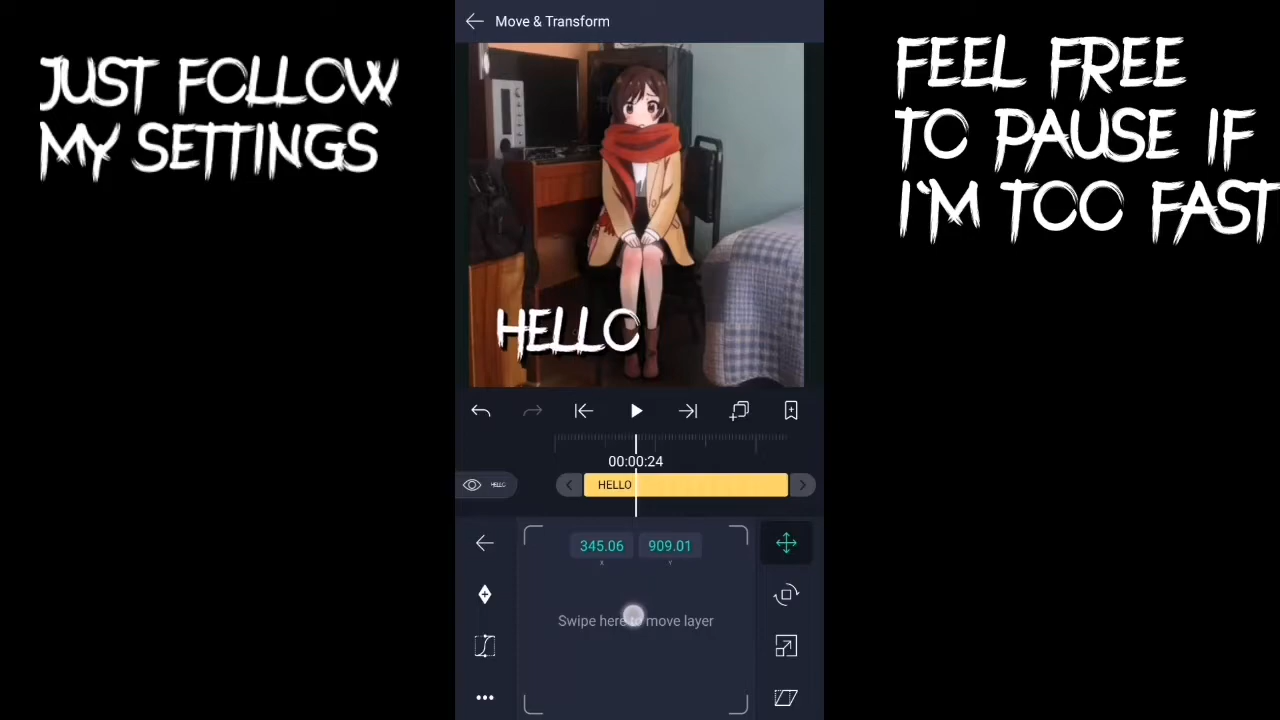 Move & Transform
JUST FOLLOW
MY SETTINGS
FEEL FREE
TO PAUSE IF
I'M TOO FAST
HELLO
00:00:24
HELLO
HELLO
345.06 909.01
X Y
Swipe here to move layer